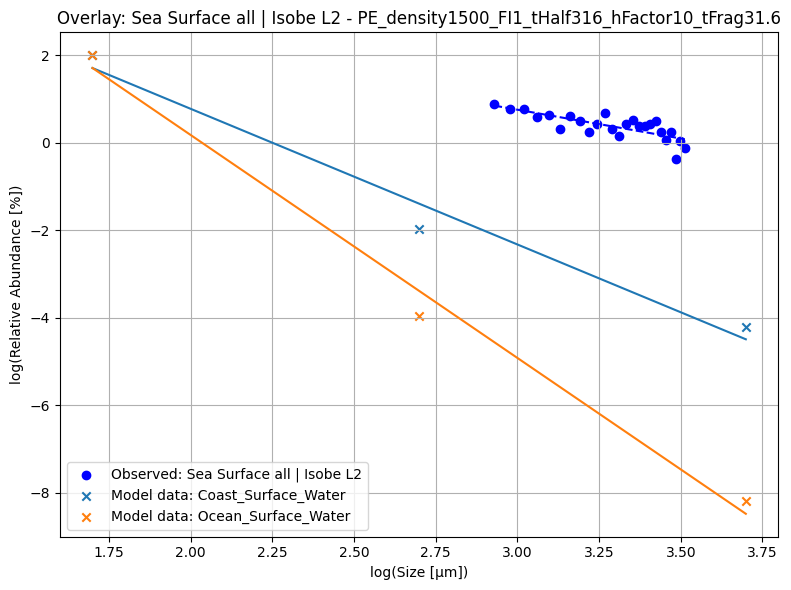 Overlay: Sea Surface all | Isobe L2 - PE_density1500_FI1_tHalf316_hFactor10_tFrag31.6
log(Relative Abundance [%])
2
0
−2
−4
−6
−8
Observed: Sea Surface all | Isobe L2
Model data: Coast_Surface_Water
Model data: Ocean_Surface_Water
1.75 2.00 2.25 2.50 2.75 3.00 3.25 3.50 3.75
log(Size [μm])